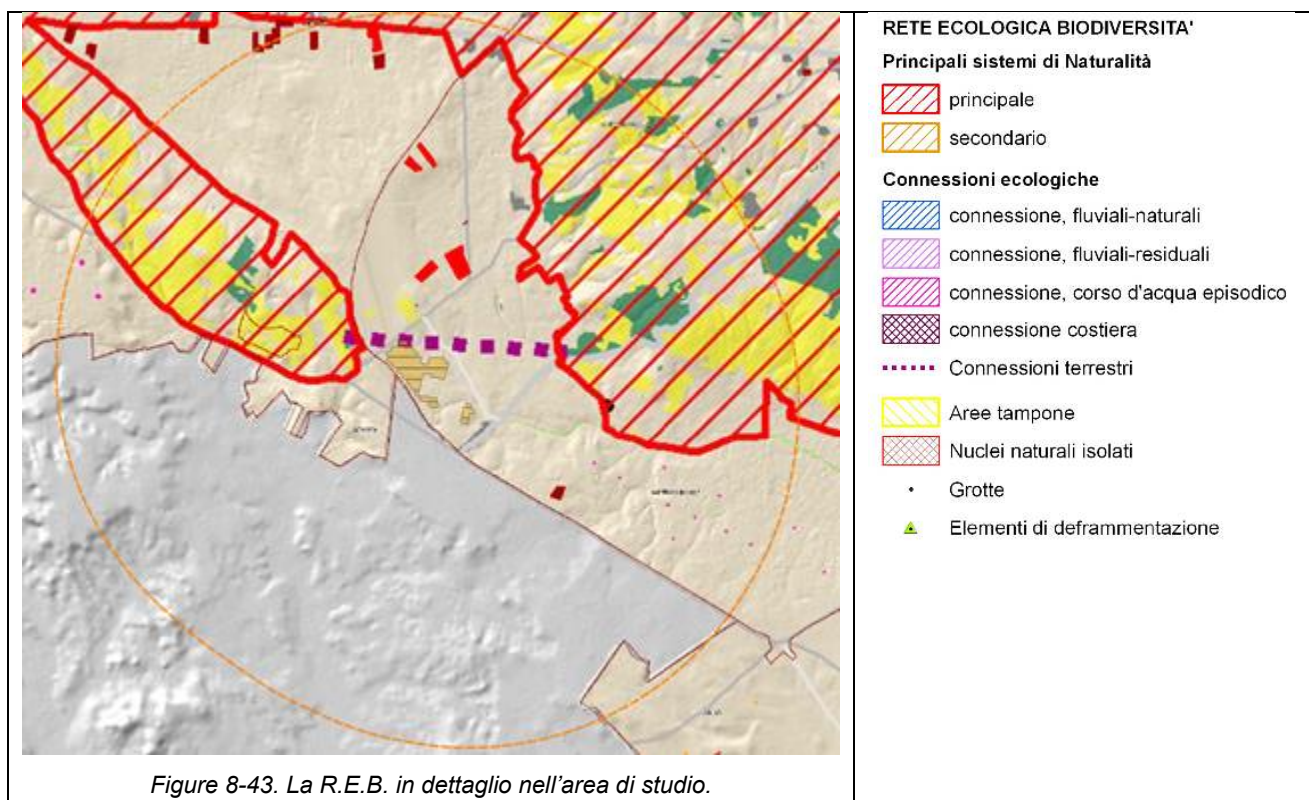 Figure 8-43. La R.E.B. in dettaglio nell'area di studio.
RETE ECOLOGICA BIODIVERSITA'
Principali sistemi di Naturalità
principale
secondario
Connessioni ecologiche
connessione, fluviali-naturali
connessione, fluviali-residuali
connessione, corso d'acqua episodico
connessione costiera
Connessioni terrestri
Aree tampone
Nuclei naturali isolati
Grotte
Elementi di deframmentazione